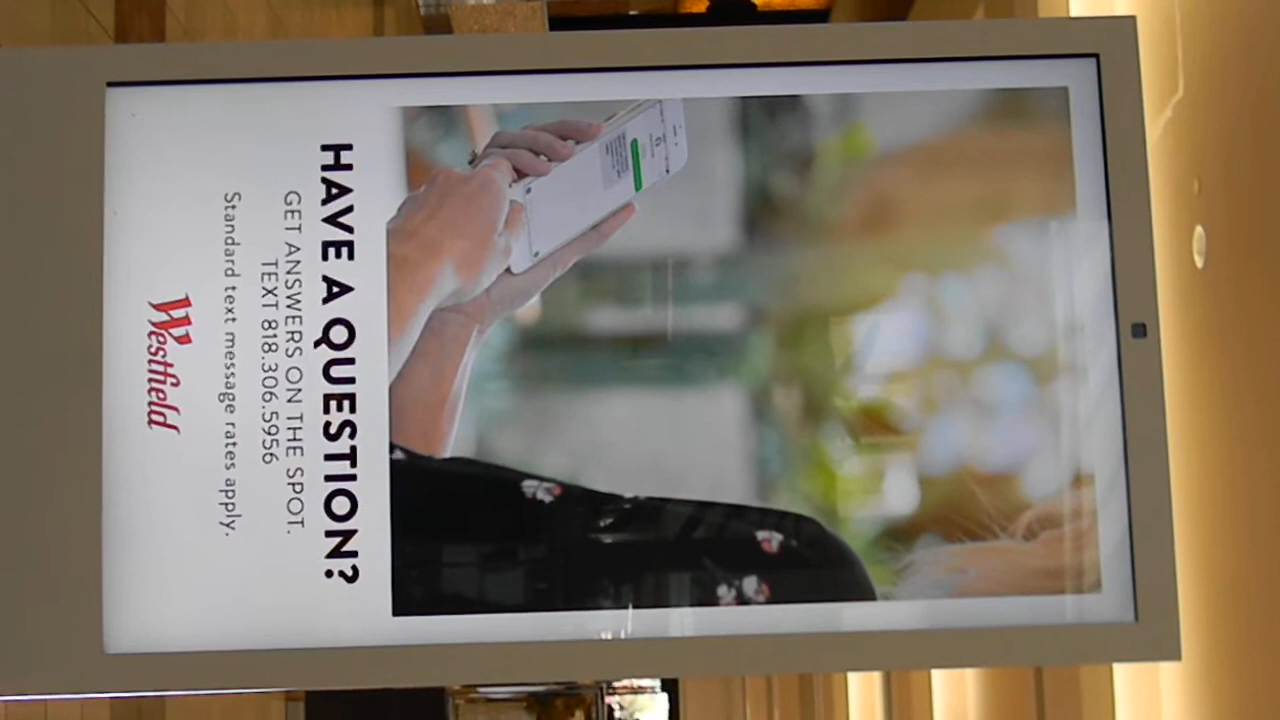 HAVE A QUESTION?
GET ANSWERS ON THE SPOT.
TEXT 818.306.5956
Standard text message rates apply.
Westfield